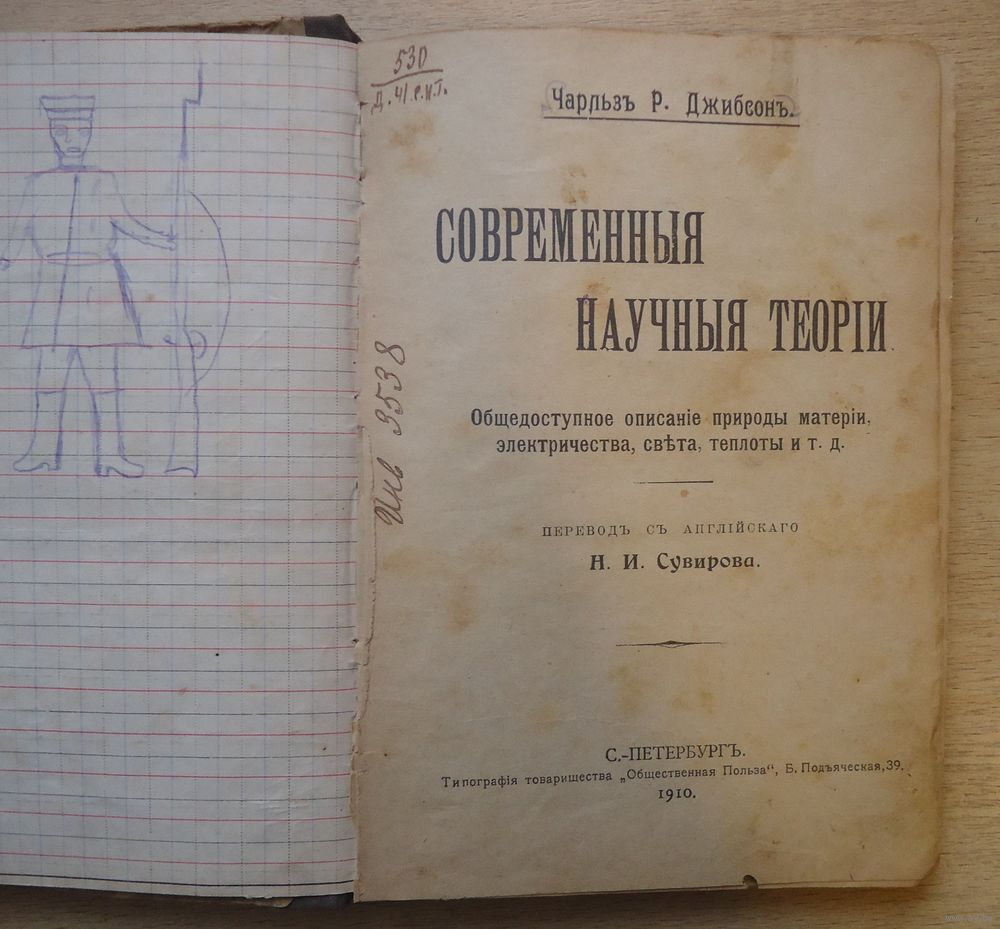 530
Д. Ч/.С.Н.Т.
Чарльзъ Р. Джибсонъ.
СОВРЕМЕННЫЯ
НАУЧНЫЯ ТЕОРІИ
Инв 3538
Общедоступное описаніе природы матеріи,
электричества, свѣта, теплоты и т. д.
ПЕРЕВОДЪ СЪ АНГЛІЙСКАГО
Н. И. Сувирова.
С.-ПЕТЕРБУРГЪ.
Типографія товарищества „Общественная Польза“, Б. Подъяческая, 39.
1910.